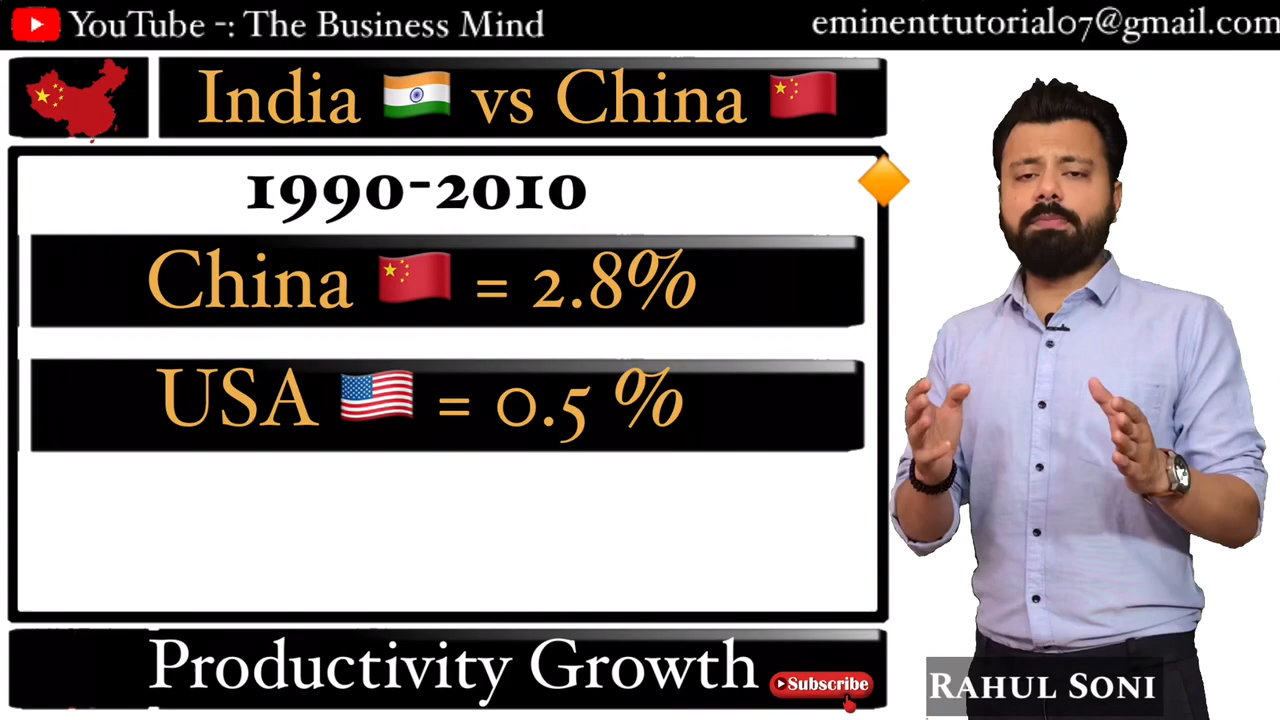 YouTube -: The Business Mind
eminenttutorial07@gmail.com
India 🇮🇳 vs China 🇨🇳
1990-2010
China 🇨🇳 = 2.8%
USA 🇺🇸 = 0.5 %
Productivity Growth
Subscribe
RAHUL SONI